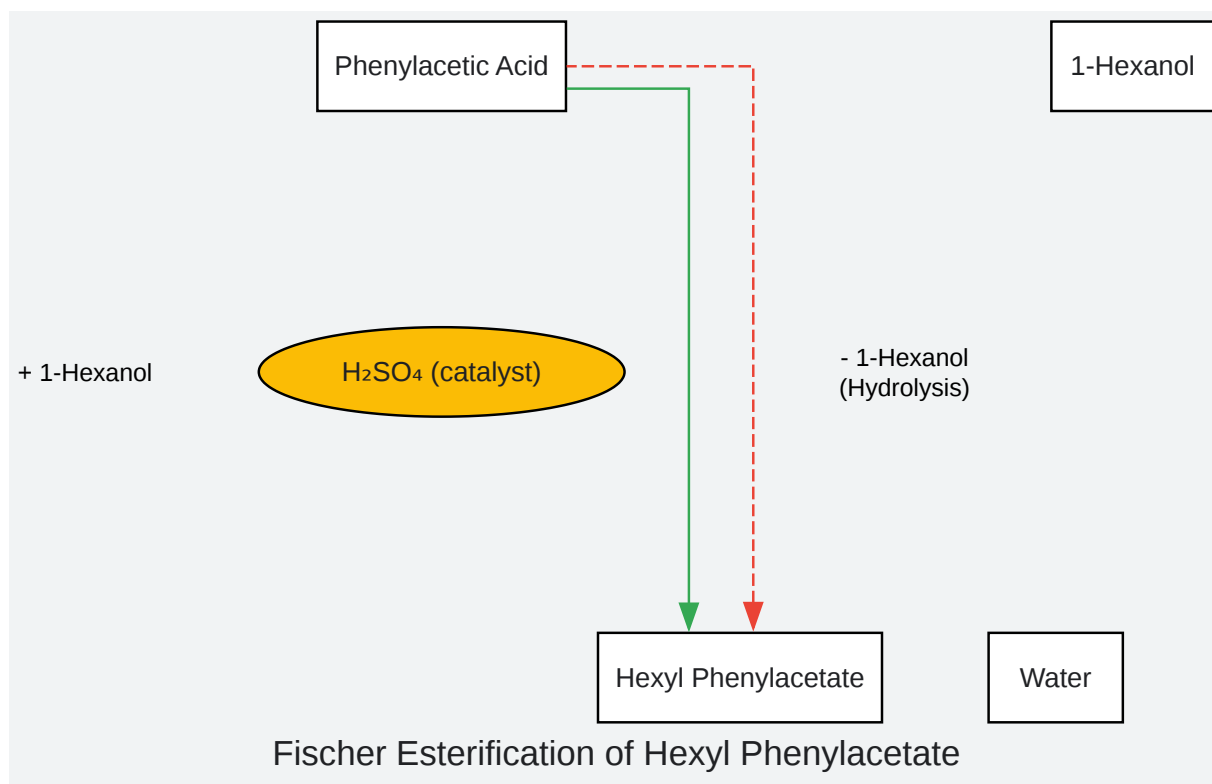 Phenylacetic Acid
1-Hexanol
+ 1-Hexanol
H₂SO₄ (catalyst)
- 1-Hexanol
(Hydrolysis)
Hexyl Phenylacetate
Water
Fischer Esterification of Hexyl Phenylacetate